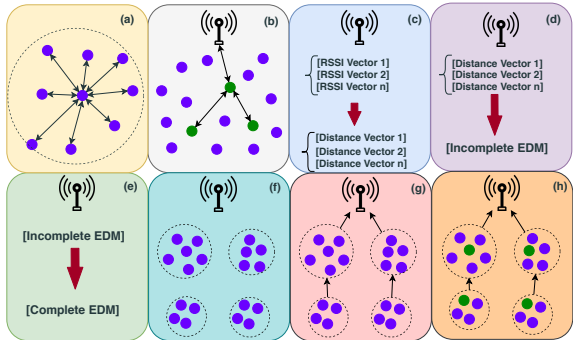 (a)
(b)
(c)
[RSSI Vector 1]
[RSSI Vector 2]
[RSSI Vector n]
[Distance Vector 1]
[Distance Vector 2]
[Distance Vector n]
(d)
[Distance Vector 1]
[Distance Vector 2]
[Distance Vector n]
[Incomplete EDM]
(e)
[Incomplete EDM]
[Complete EDM]
(f)
(g)
(h)